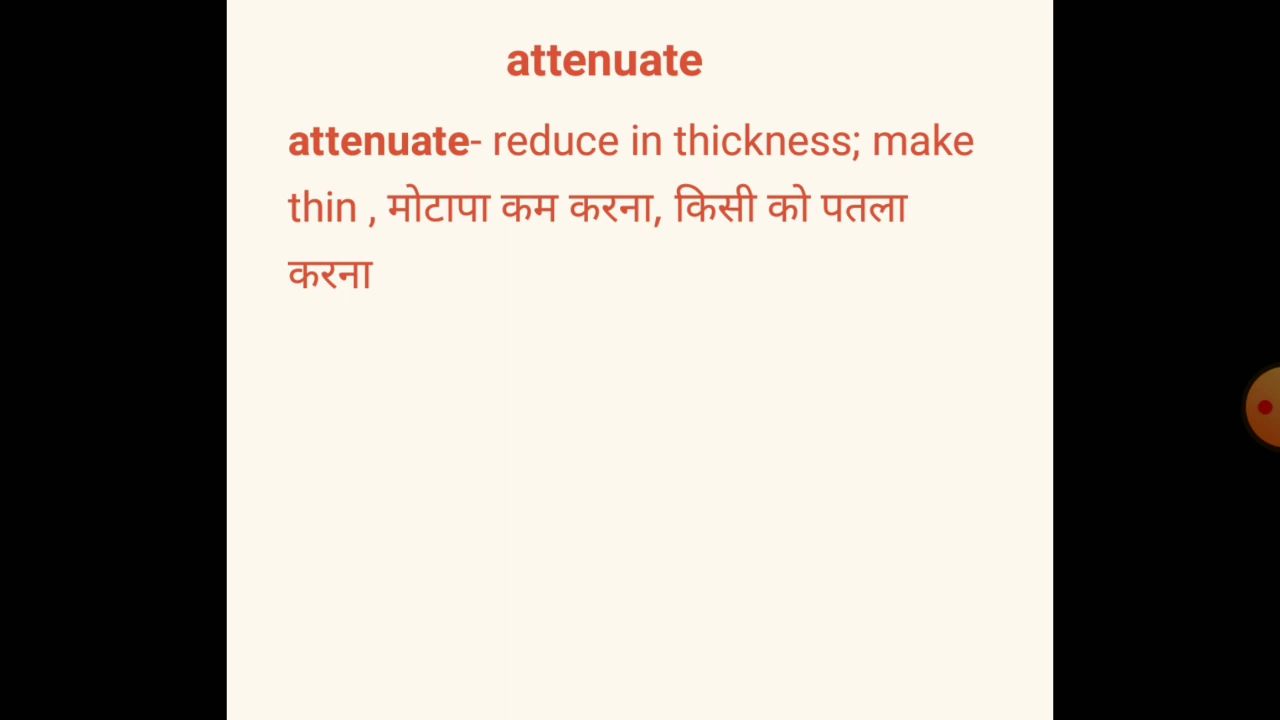 attenuate
attenuate- reduce in thickness; make
thin , मोटापा कम करना, किसी को पतला
करना